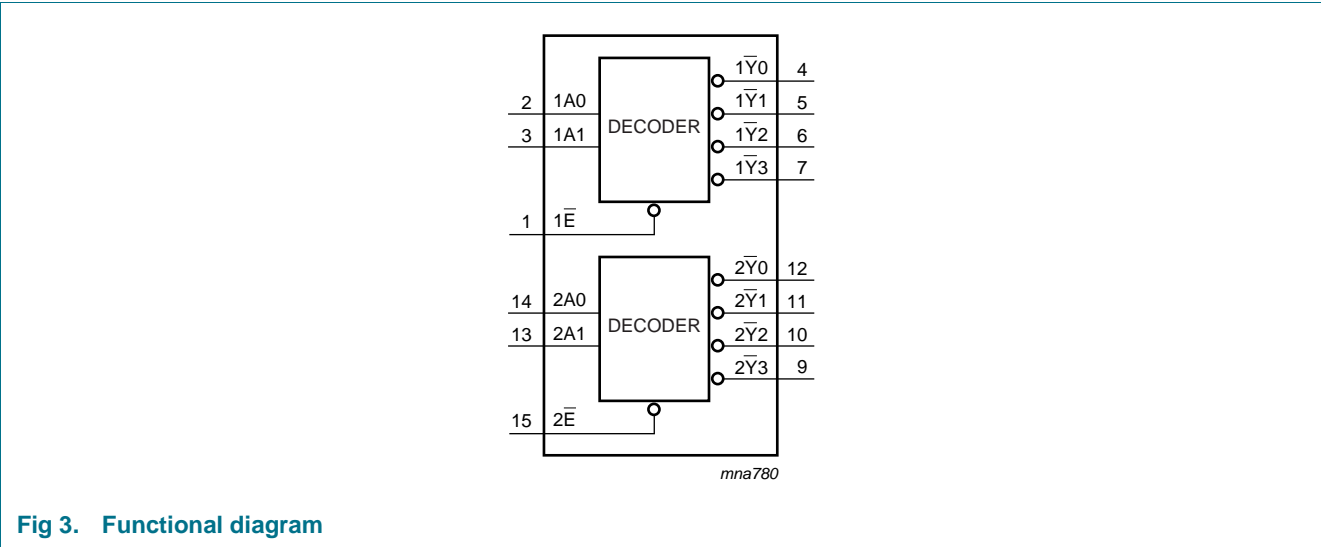 1Y̅0 4
2 1A0 1Y̅1 5
DECODER
3 1A1 1Y̅2 6
1Y̅3 7
1 1E̅
2Y̅0 12
14 2A0 2Y̅1 11
DECODER
13 2A1 2Y̅2 10
2Y̅3 9
15 2E̅
mna780
Fig 3. Functional diagram